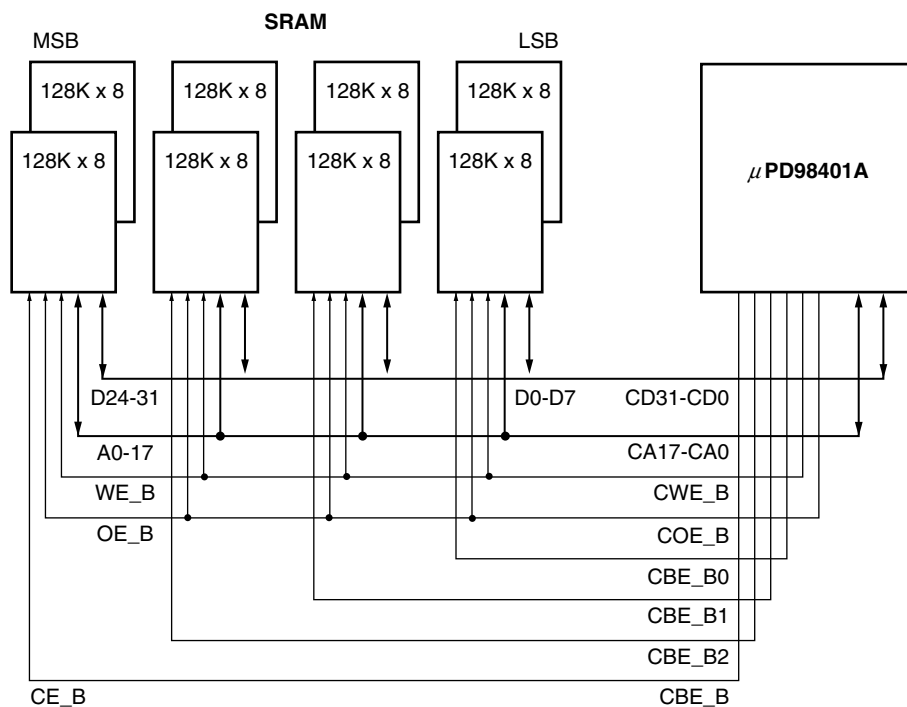 SRAM
MSB
LSB
128K x 8
128K x 8
128K x 8
128K x 8
128K x 8
128K x 8
128K x 8
128K x 8
μPD98401A
D24-31
D0-D7
CD31-CD0
A0-17
CA17-CA0
WE_B
CWE_B
OE_B
COE_B
CBE_B0
CBE_B1
CBE_B2
CE_B
CBE_B